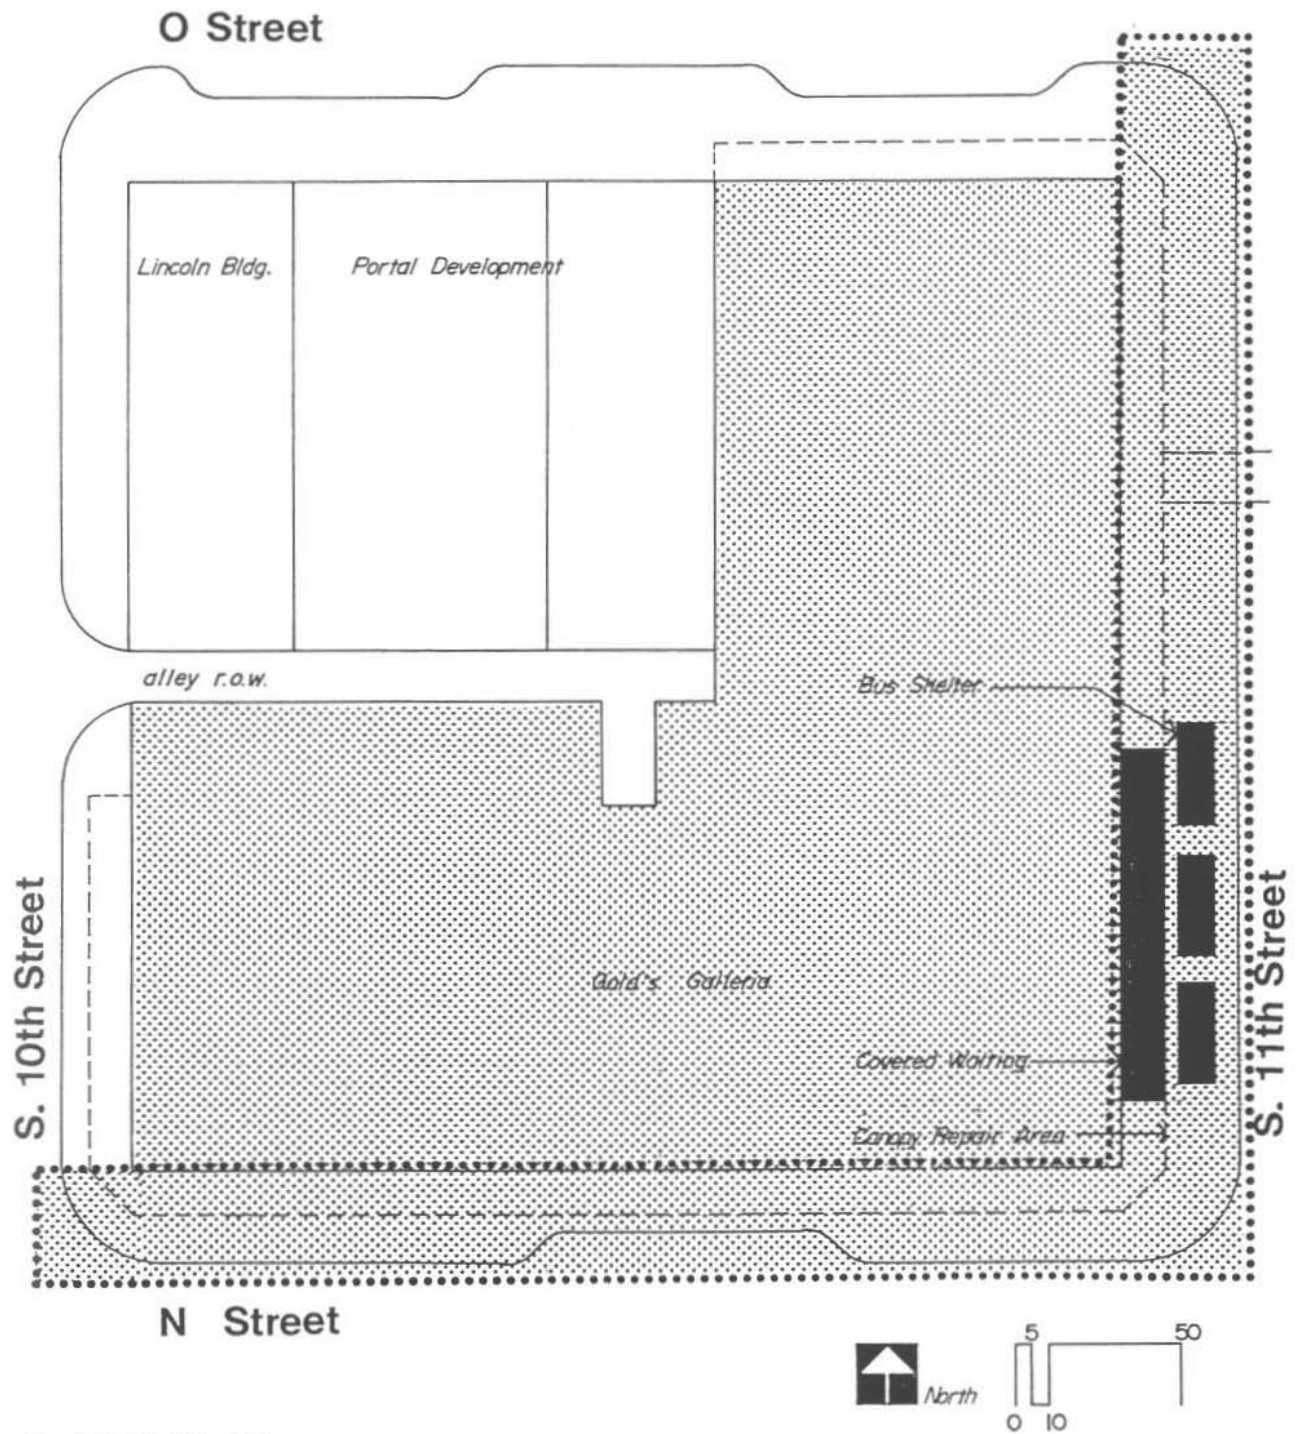 O Street
Lincoln Bldg.
Portal Development
alley r.o.w.
Bus Shelter
S. 10th Street
S. 11th Street
Gold's Galleria
Covered Waiting
Canopy Repair Area
N Street
North
5
50
0
10